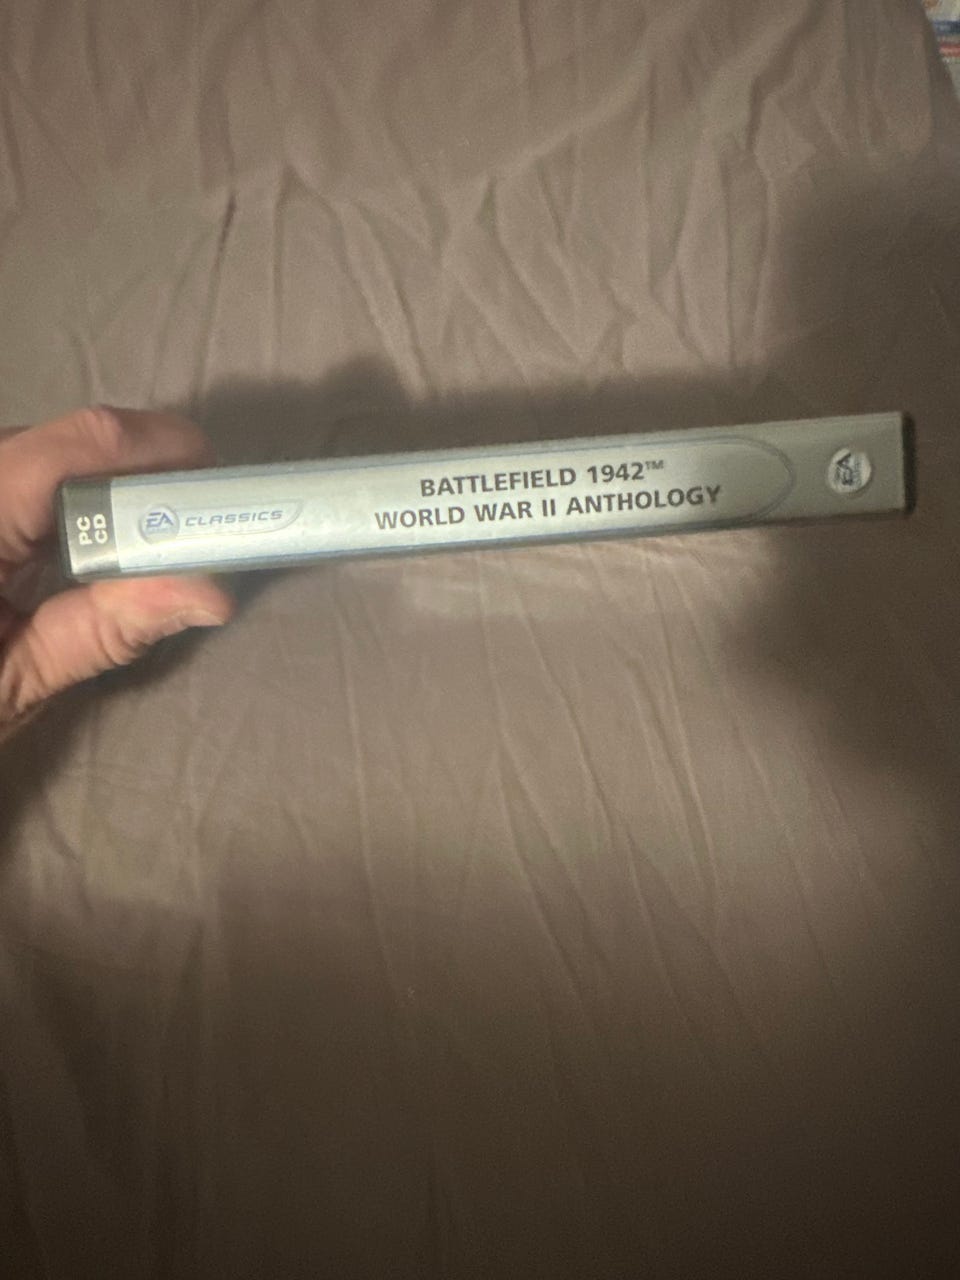 PC
CD
EA
CLASSICS
BATTLEFIELD 1942™
WORLD WAR II ANTHOLOGY
EA